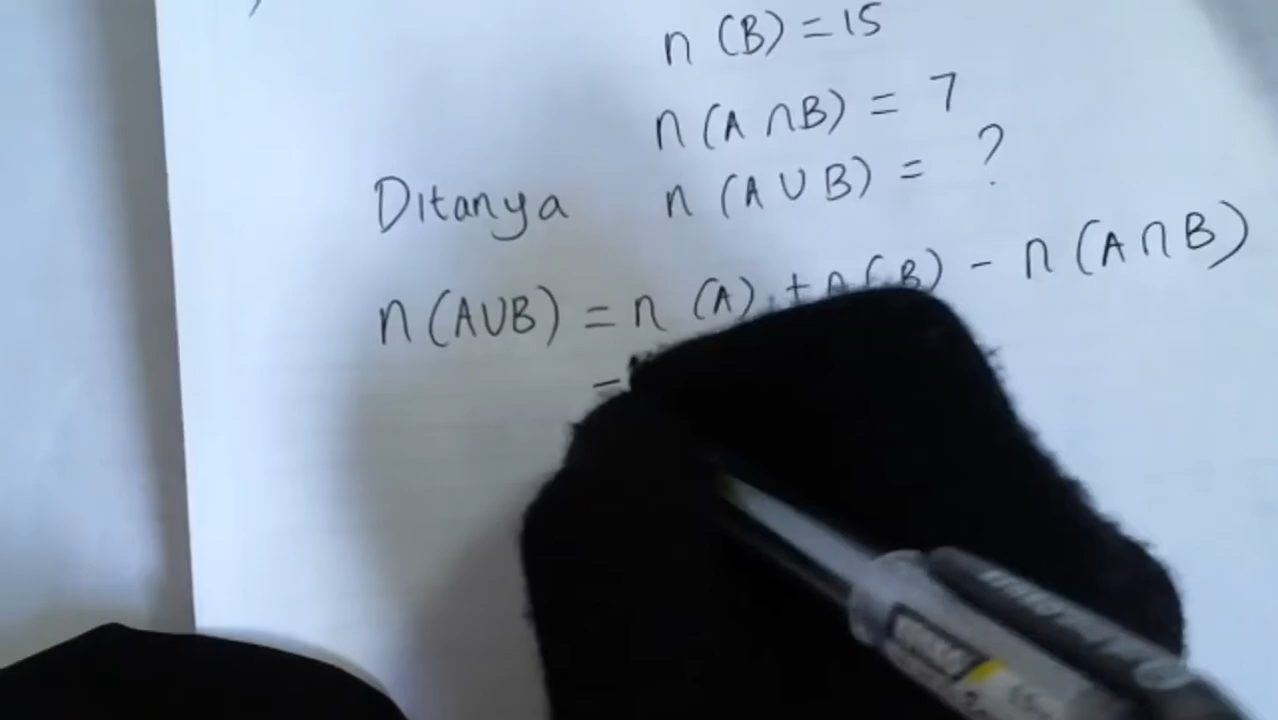 n (B) = 15
n (A ∩ B) = 7
Ditanya n (A ∪ B) = ?
n (A∪B) = n (A) + n (B) - n (A ∩ B)
=